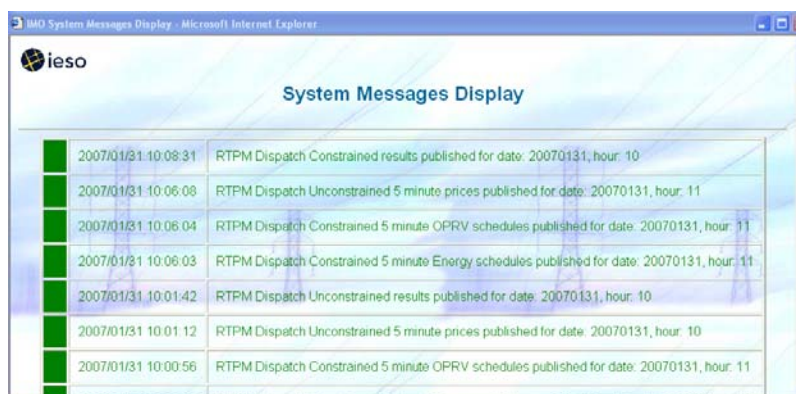 IMO System Messages Display - Microsoft Internet Explorer
ieso
System Messages Display
2007/01/31 10:08:31 RTPM Dispatch Constrained results published for date: 20070131, hour: 10
2007/01/31 10:06:08 RTPM Dispatch Unconstrained 5 minute prices published for date: 20070131, hour: 11
2007/01/31 10:06:04 RTPM Dispatch Constrained 5 minute OPRV schedules published for date: 20070131, hour: 11
2007/01/31 10:06:03 RTPM Dispatch Constrained 5 minute Energy schedules published for date: 20070131, hour: 11
2007/01/31 10:01:42 RTPM Dispatch Unconstrained results published for date: 20070131, hour: 10
2007/01/31 10:01:12 RTPM Dispatch Unconstrained 5 minute prices published for date: 20070131, hour: 10
2007/01/31 10:00:56 RTPM Dispatch Constrained 5 minute OPRV schedules published for date: 20070131, hour: 11